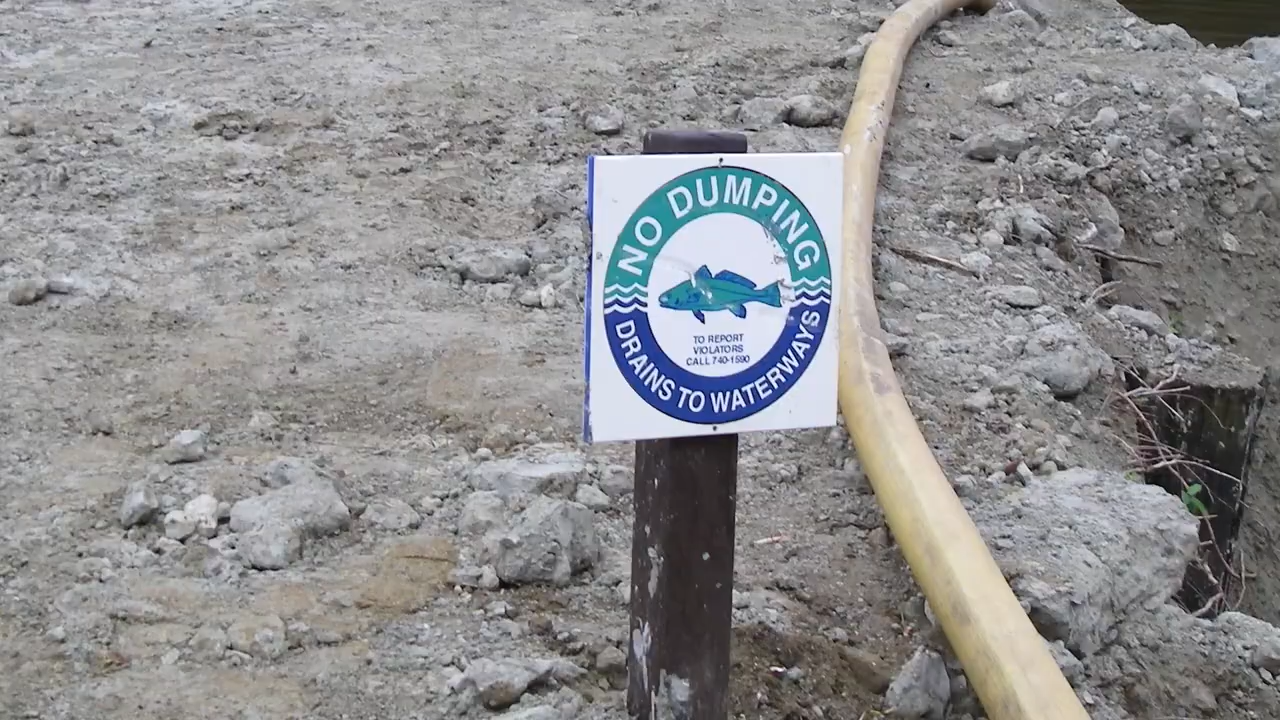 NO DUMPING
TO REPORT
VIOLATORS
CALL 740-1590
DRAINS TO WATERWAYS